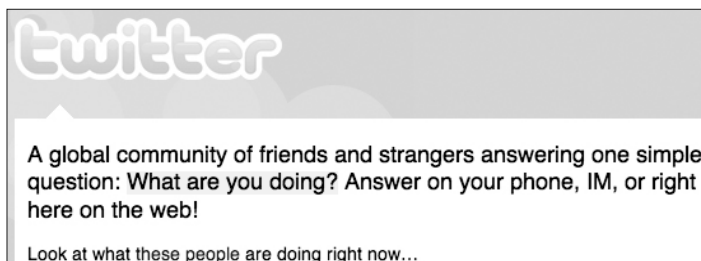 twitter
A global community of friends and strangers answering one simple
question: What are you doing? Answer on your phone, IM, or right
here on the web!
Look at what these people are doing right now…